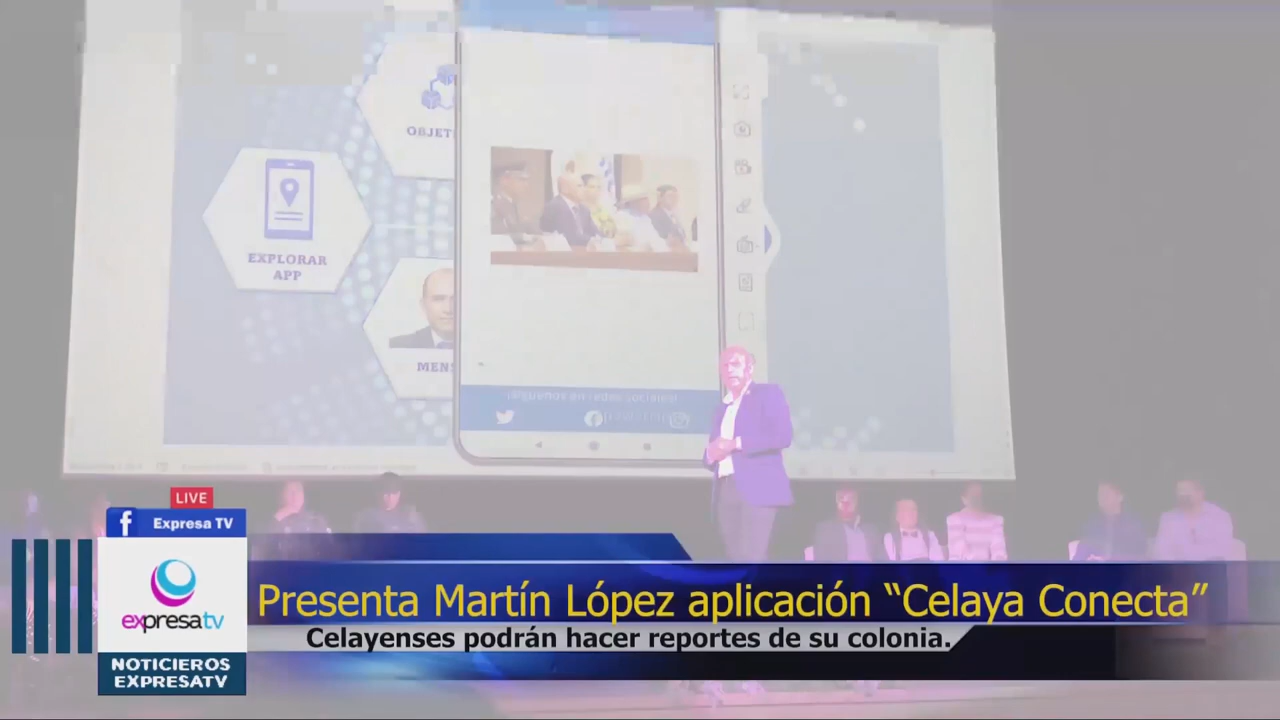 OBJET
EXPLORAR
APP
MENS
LIVE
f Expresa TV
expresatv
NOTICIEROS
EXPRESATV
Presenta Martín López aplicación “Celaya Conecta”
Celayenses podrán hacer reportes de su colonia.